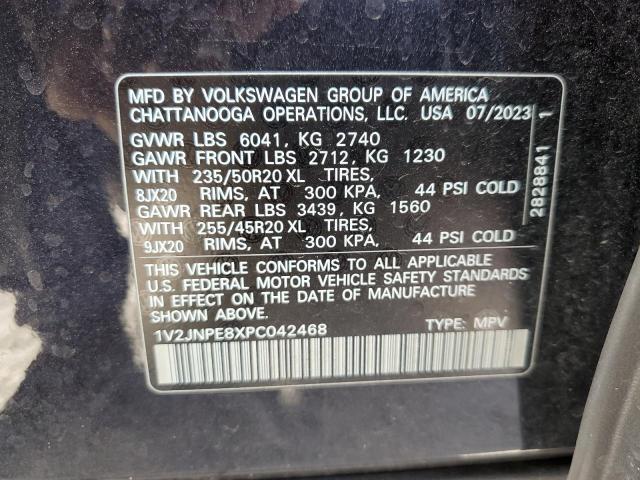 MFD BY VOLKSWAGEN GROUP OF AMERICA
CHATTANOOGA OPERATIONS, LLC. USA 07/2023
GVWR LBS 6041, KG 2740
GAWR FRONT LBS 2712, KG 1230
WITH 235/50R20 XL TIRES,
8JX20 RIMS, AT 300 KPA, 44 PSI COLD
GAWR REAR LBS 3439, KG 1560
WITH 255/45R20 XL TIRES,
9JX20 RIMS, AT 300 KPA, 44 PSI COLD
THIS VEHICLE CONFORMS TO ALL APPLICABLE
U.S. FEDERAL MOTOR VEHICLE SAFETY STANDARDS
IN EFFECT ON THE DATE OF MANUFACTURE
SHOWN ABOVE.
1V2JNPE8XPC042468 TYPE: MPV
2828841 1